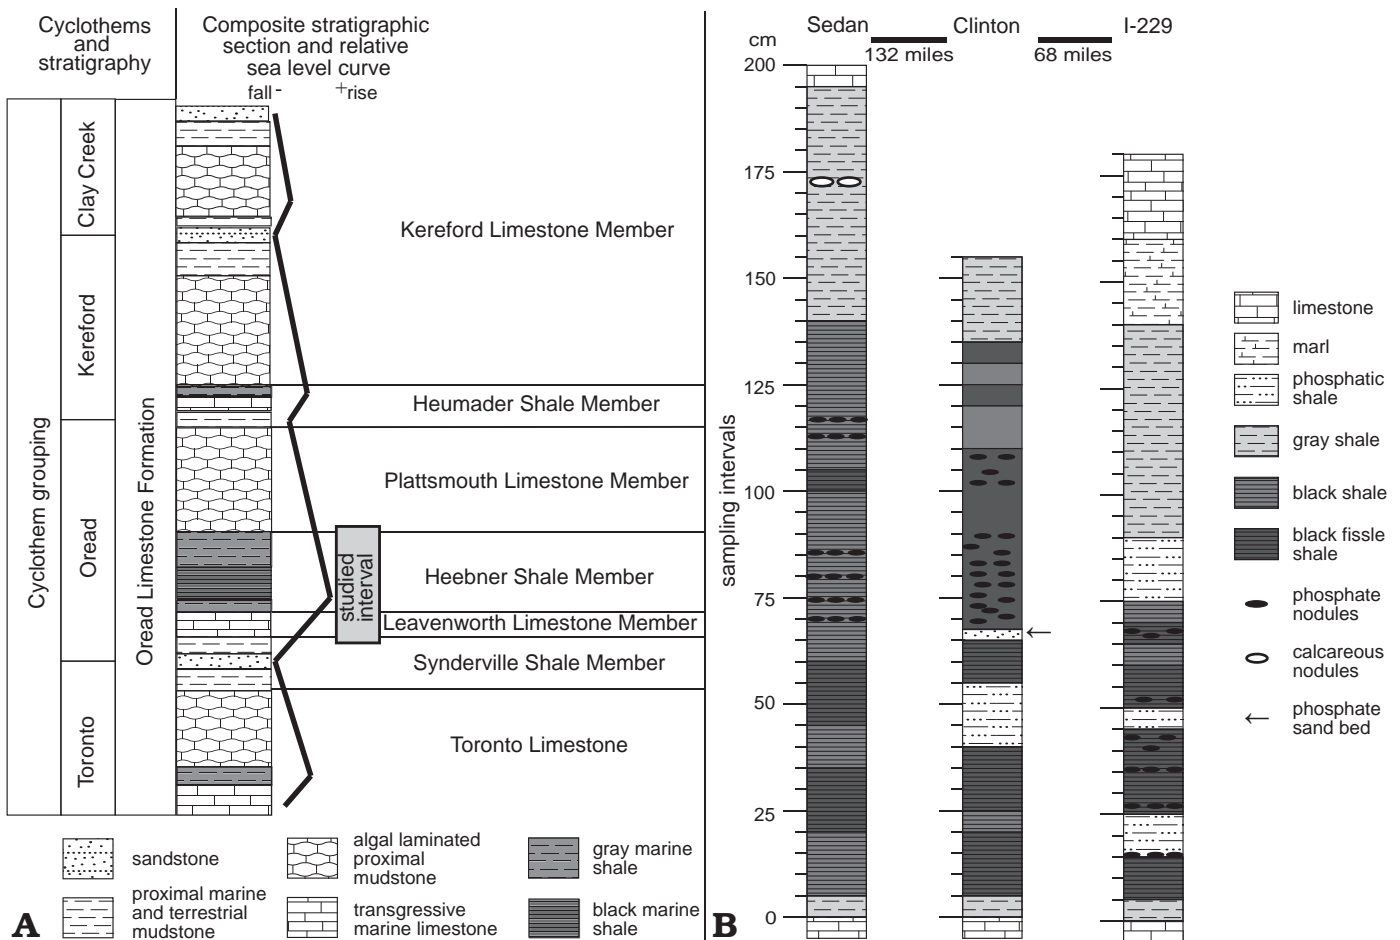 Cyclothems
and
stratigraphy
Composite stratigraphic
section and relative
sea level curve
fall - +rise
Cyclothem grouping
Clay Creek
Kereford
Oread
Toronto
Oread Limestone Formation
Kereford Limestone Member
Heumader Shale Member
Plattsmouth Limestone Member
Heebner Shale Member
Leavenworth Limestone Member
Synderville Shale Member
Toronto Limestone
studied
interval
sandstone
proximal marine
and terrestrial
mudstone
algal laminated
proximal
mudstone
transgressive
marine limestone
gray marine
shale
black marine
shale
A
Sedan
Clinton
I-229
132 miles
68 miles
cm
200
175
150
125
100
75
50
25
0
sampling intervals
limestone
marl
phosphatic
shale
gray shale
black shale
black fissle
shale
phosphate
nodules
calcareous
nodules
← phosphate
sand bed
B